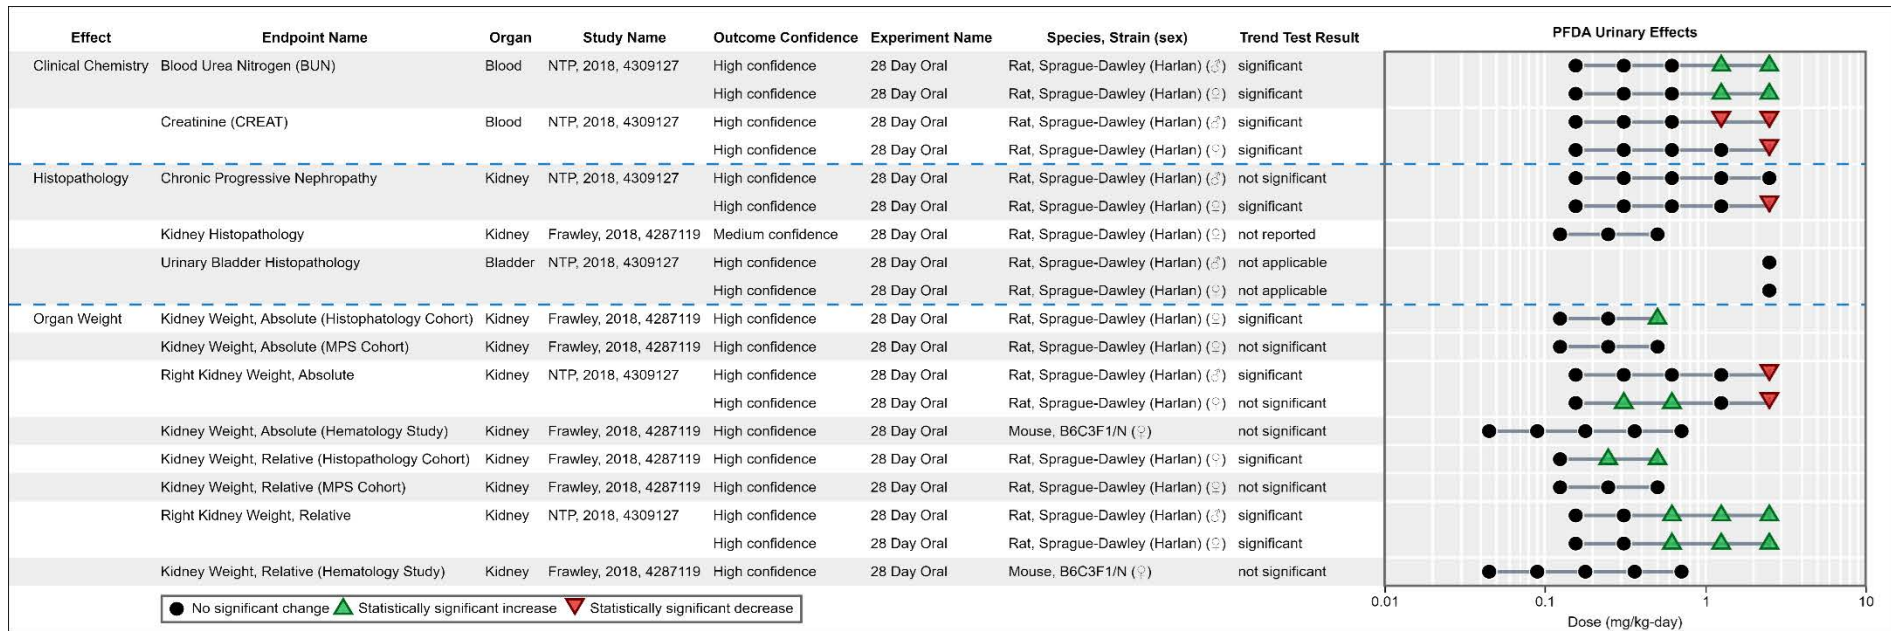 Effect Endpoint Name Organ Study Name Outcome Confidence Experiment Name Species, Strain (sex) Trend Test Result PFDA Urinary Effects
Clinical Chemistry Blood Urea Nitrogen (BUN) Blood NTP, 2018, 4309127 High confidence 28 Day Oral Rat, Sprague-Dawley (Harlan) (♂) significant
High confidence 28 Day Oral Rat, Sprague-Dawley (Harlan) (♀) significant
Creatinine (CREAT) Blood NTP, 2018, 4309127 High confidence 28 Day Oral Rat, Sprague-Dawley (Harlan) (♂) significant
High confidence 28 Day Oral Rat, Sprague-Dawley (Harlan) (♀) significant
Histopathology Chronic Progressive Nephropathy Kidney NTP, 2018, 4309127 High confidence 28 Day Oral Rat, Sprague-Dawley (Harlan) (♂) not significant
High confidence 28 Day Oral Rat, Sprague-Dawley (Harlan) (♀) significant
Kidney Histopathology Kidney Frawley, 2018, 4287119 Medium confidence 28 Day Oral Rat, Sprague-Dawley (Harlan) (♀) not reported
Urinary Bladder Histopathology Bladder NTP, 2018, 4309127 High confidence 28 Day Oral Rat, Sprague-Dawley (Harlan) (♂) not applicable
High confidence 28 Day Oral Rat, Sprague-Dawley (Harlan) (♀) not applicable
Organ Weight Kidney Weight, Absolute (Histophatology Cohort) Kidney Frawley, 2018, 4287119 High confidence 28 Day Oral Rat, Sprague-Dawley (Harlan) (♀) significant
Kidney Weight, Absolute (MPS Cohort) Kidney Frawley, 2018, 4287119 High confidence 28 Day Oral Rat, Sprague-Dawley (Harlan) (♀) not significant
Right Kidney Weight, Absolute Kidney NTP, 2018, 4309127 High confidence 28 Day Oral Rat, Sprague-Dawley (Harlan) (♂) significant
High confidence 28 Day Oral Rat, Sprague-Dawley (Harlan) (♀) not significant
Kidney Weight, Absolute (Hematology Study) Kidney Frawley, 2018, 4287119 High confidence 28 Day Oral Mouse, B6C3F1/N (♀) not significant
Kidney Weight, Relative (Histopathology Cohort) Kidney Frawley, 2018, 4287119 High confidence 28 Day Oral Rat, Sprague-Dawley (Harlan) (♀) significant
Kidney Weight, Relative (MPS Cohort) Kidney Frawley, 2018, 4287119 High confidence 28 Day Oral Rat, Sprague-Dawley (Harlan) (♀) not significant
Right Kidney Weight, Relative Kidney NTP, 2018, 4309127 High confidence 28 Day Oral Rat, Sprague-Dawley (Harlan) (♂) significant
High confidence 28 Day Oral Rat, Sprague-Dawley (Harlan) (♀) significant
Kidney Weight, Relative (Hematology Study) Kidney Frawley, 2018, 4287119 High confidence 28 Day Oral Mouse, B6C3F1/N (♀) not significant
No significant change Statistically significant increase Statistically significant decrease
0.01 0.1 1 10
Dose (mg/kg-day)